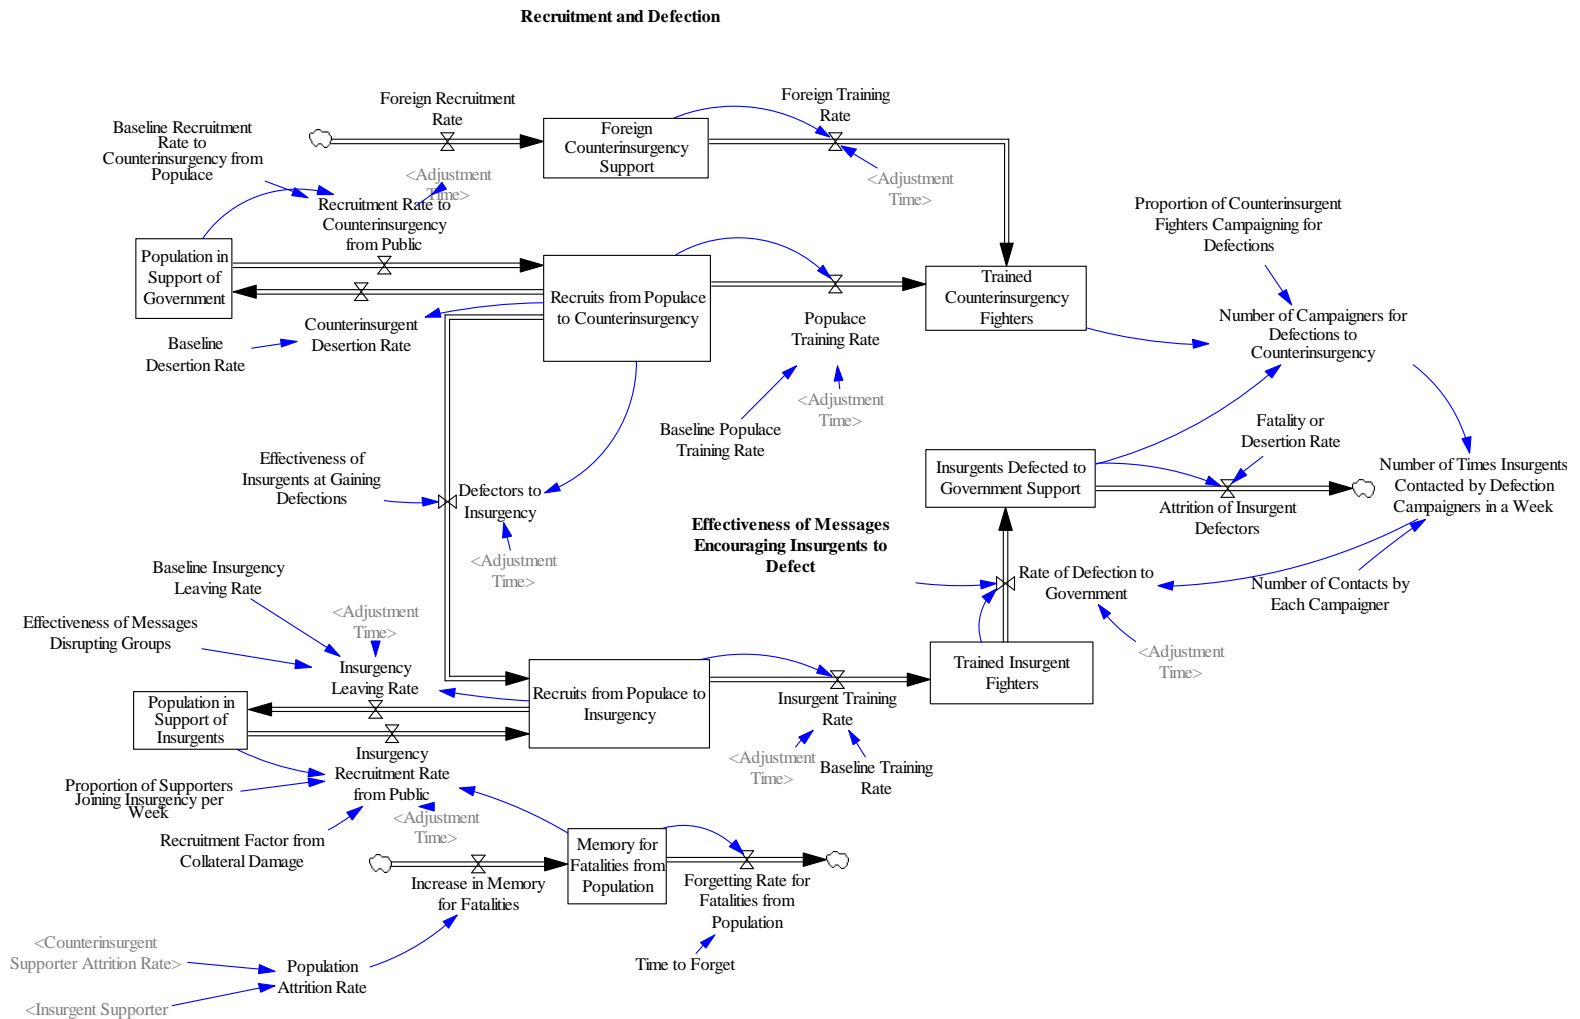 Recruitment and Defection
Foreign Recruitment
Rate
Foreign Training
Rate
Baseline Recruitment
Rate to
Counterinsurgency from
Populace
Foreign
Counterinsurgency
Support
<Adjustment
Time>
<Adjustment
Time>
Recruitment Rate to
Counterinsurgency
from Public
Proportion of Counterinsurgent
Fighters Campaigning for
Defections
Population in
Support of
Government
Recruits from Populace
to Counterinsurgency
Trained
Counterinsurgency
Fighters
Counterinsurgent
Desertion Rate
Baseline
Desertion Rate
Populace
Training Rate
Number of Campaigners for
Defections to
Counterinsurgency
<Adjustment
Time>
Baseline Populace
Training Rate
Fatality or
Desertion Rate
Effectiveness of
Insurgents at Gaining
Defections
Defectors to
Insurgency
Insurgents Defected to
Government Support
Number of Times Insurgents
Contacted by Defection
Campaigners in a Week
Attrition of Insurgent
Defectors
Effectiveness of Messages
Encouraging Insurgents to
Defect
<Adjustment
Time>
Baseline Insurgency
Leaving Rate
Rate of Defection to
Government
Number of Contacts by
Each Campaigner
<Adjustment
Time>
Effectiveness of Messages
Disrupting Groups
Insurgency
Leaving Rate
<Adjustment
Time>
Trained Insurgent
Fighters
Recruits from Populace to
Insurgency
Population in
Support of
Insurgents
Insurgent Training
Rate
Insurgency
Recruitment Rate
from Public
<Adjustment
Time>
Baseline Training
Rate
Proportion of Supporters
Joining Insurgency per
Week
<Adjustment
Time>
Recruitment Factor from
Collateral Damage
Memory for
Fatalities from
Population
Increase in Memory
for Fatalities
Forgetting Rate for
Fatalities from
Population
Time to Forget
<Counterinsurgent
Supporter Attrition Rate>
Population
Attrition Rate
<Insurgent Supporter